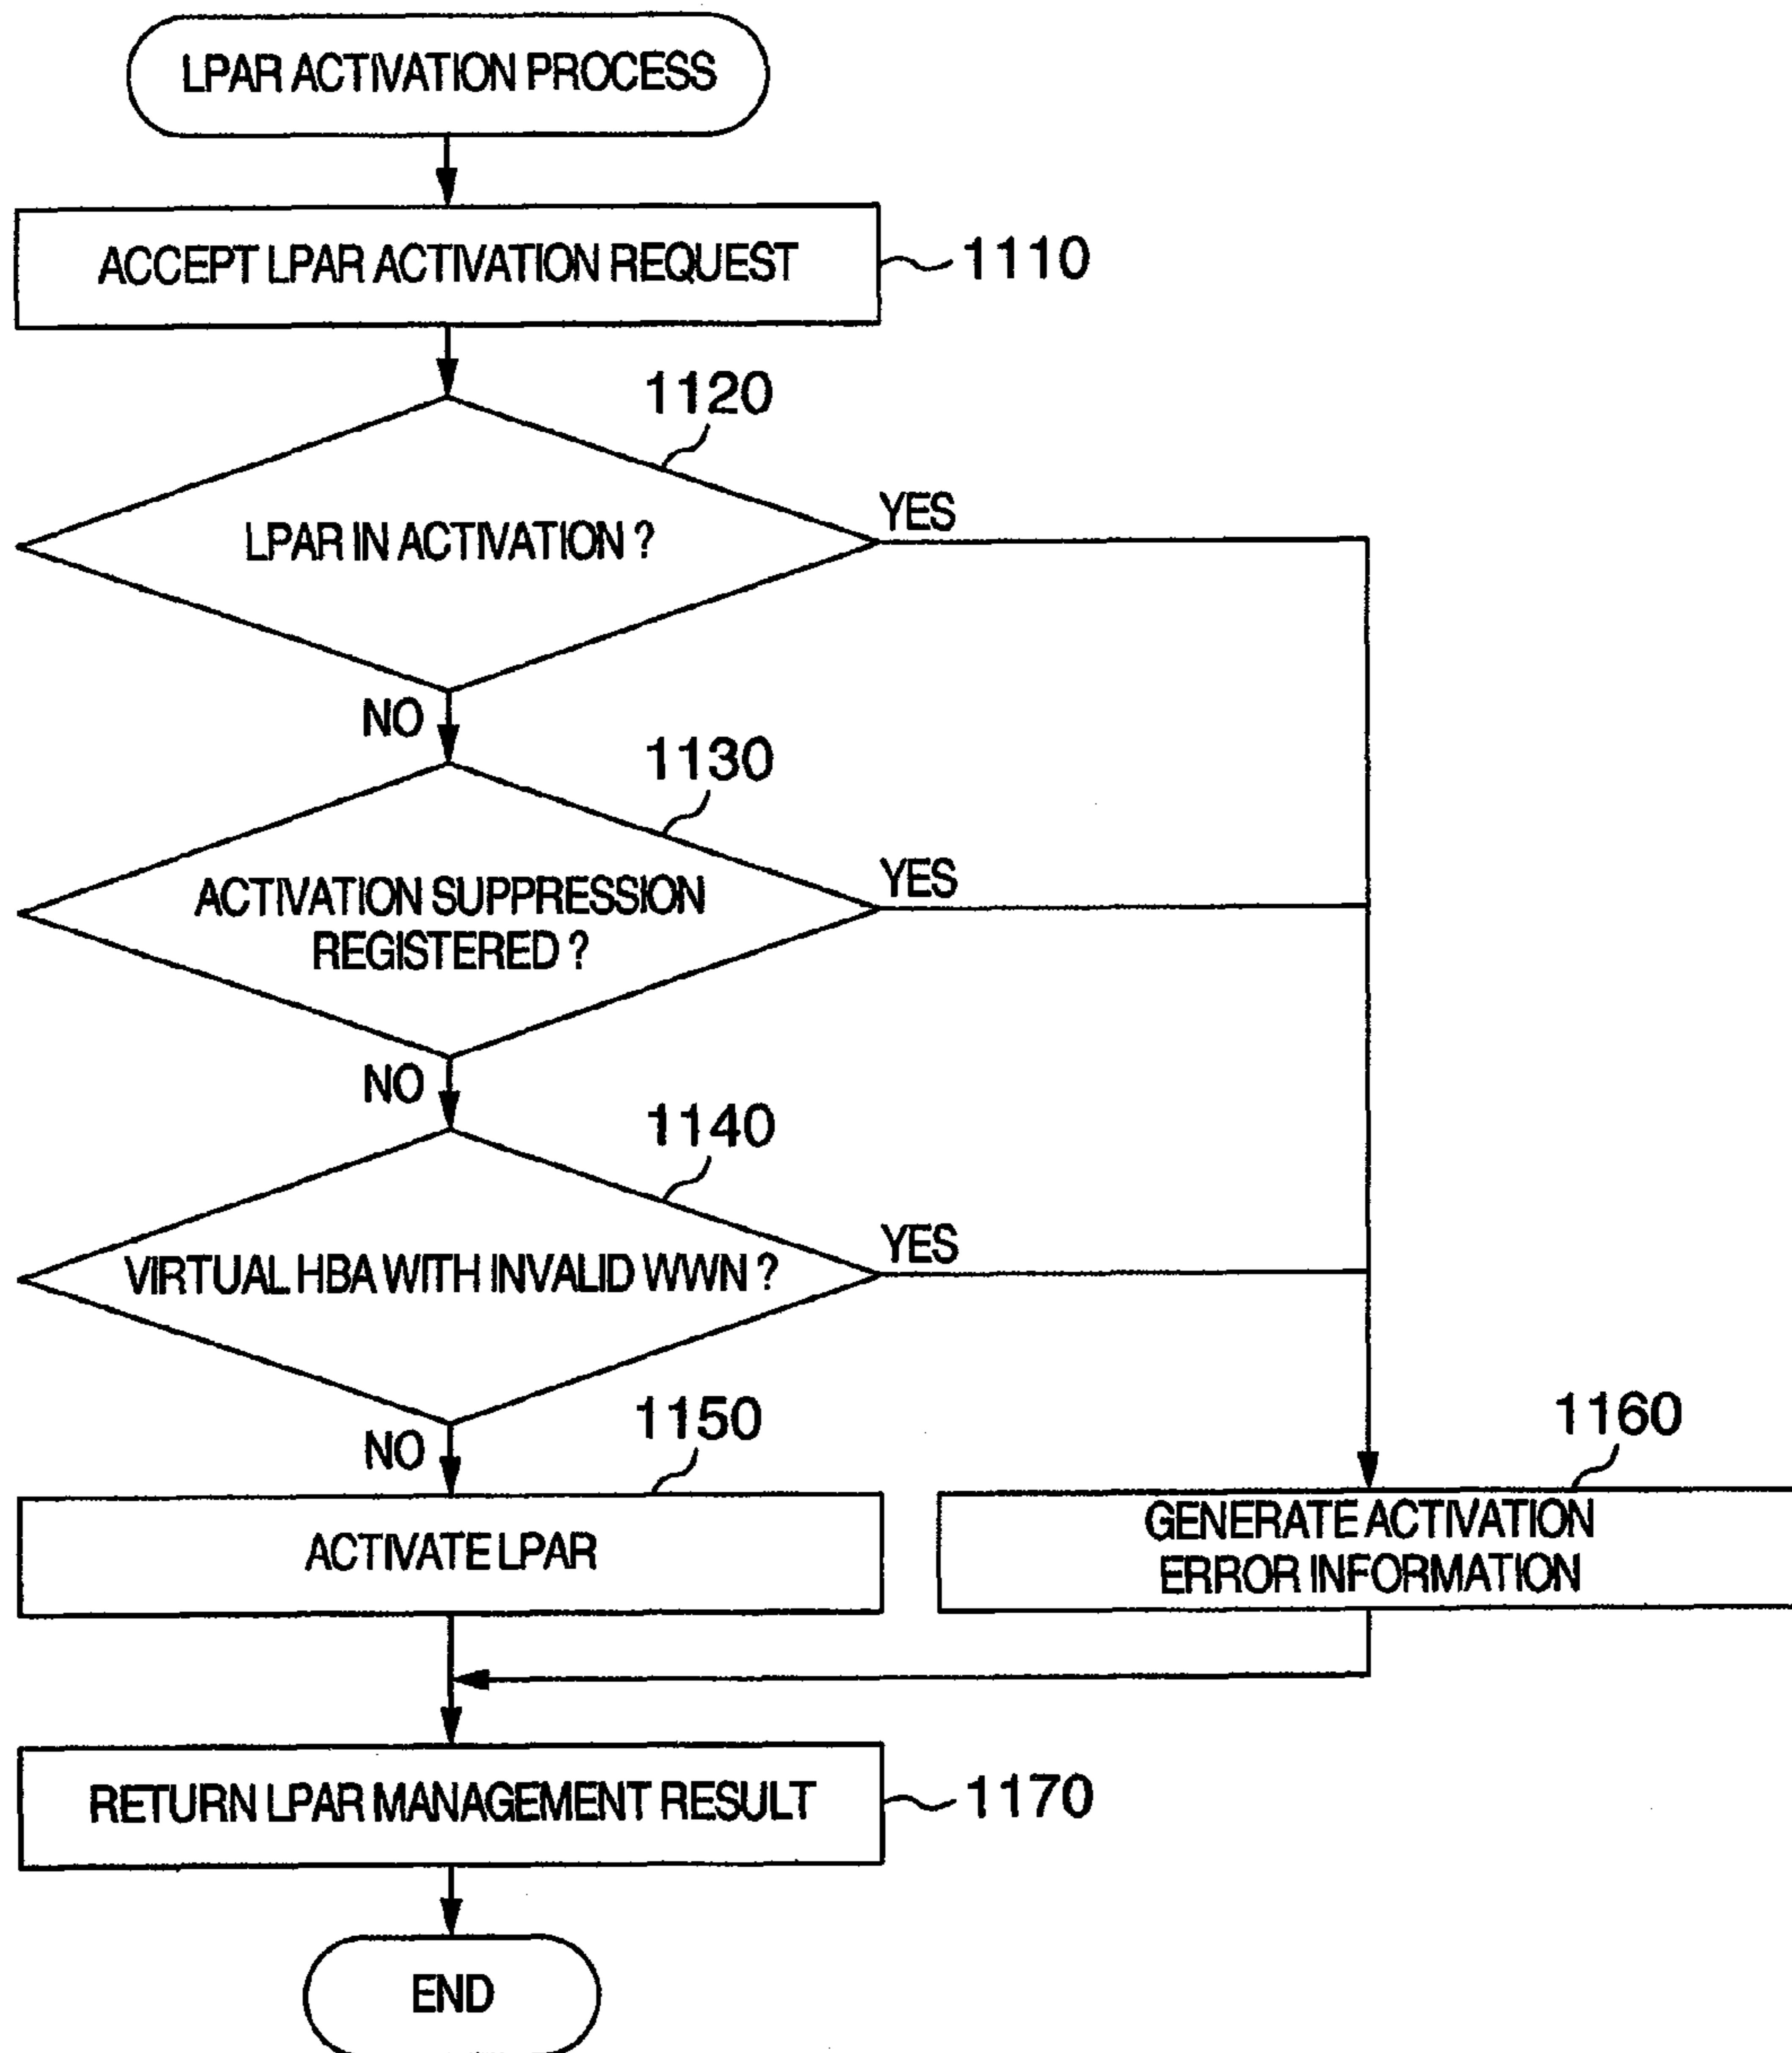 LPAR ACTIVATION PROCESS
ACCEPT LPAR ACTIVATION REQUEST
1110
1120
LPAR IN ACTIVATION ?
YES
NO
1130
ACTIVATION SUPPRESSION
REGISTERED ?
YES
NO
1140
VIRTUAL HBA WITH INVALID WWN ?
YES
NO
1150
ACTIVATE LPAR
1160
GENERATE ACTIVATION
ERROR INFORMATION
RETURN LPAR MANAGEMENT RESULT
1170
END